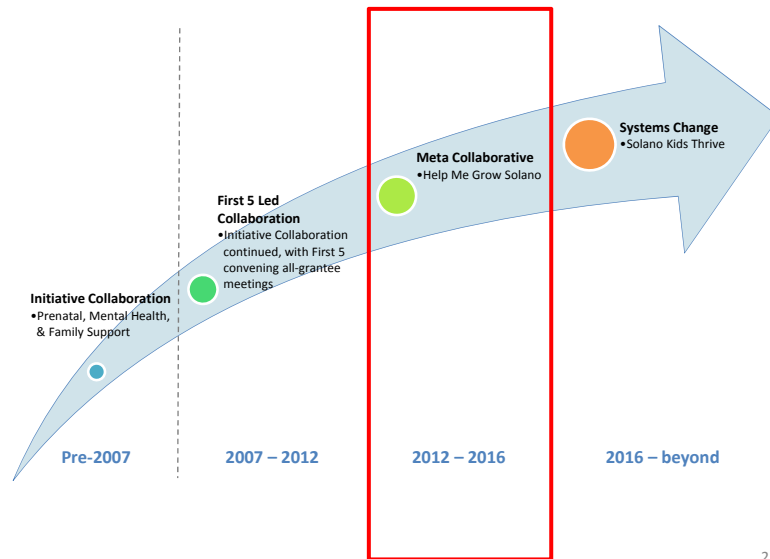 Systems Change
•Solano Kids Thrive
Meta Collaborative
•Help Me Grow Solano
First 5 Led
Collaboration
•Initiative Collaboration
continued, with First 5
convening all-grantee
meetings
Initiative Collaboration
•Prenatal, Mental Health,
& Family Support
Pre-2007
2007 – 2012
2012 – 2016
2016 – beyond
2